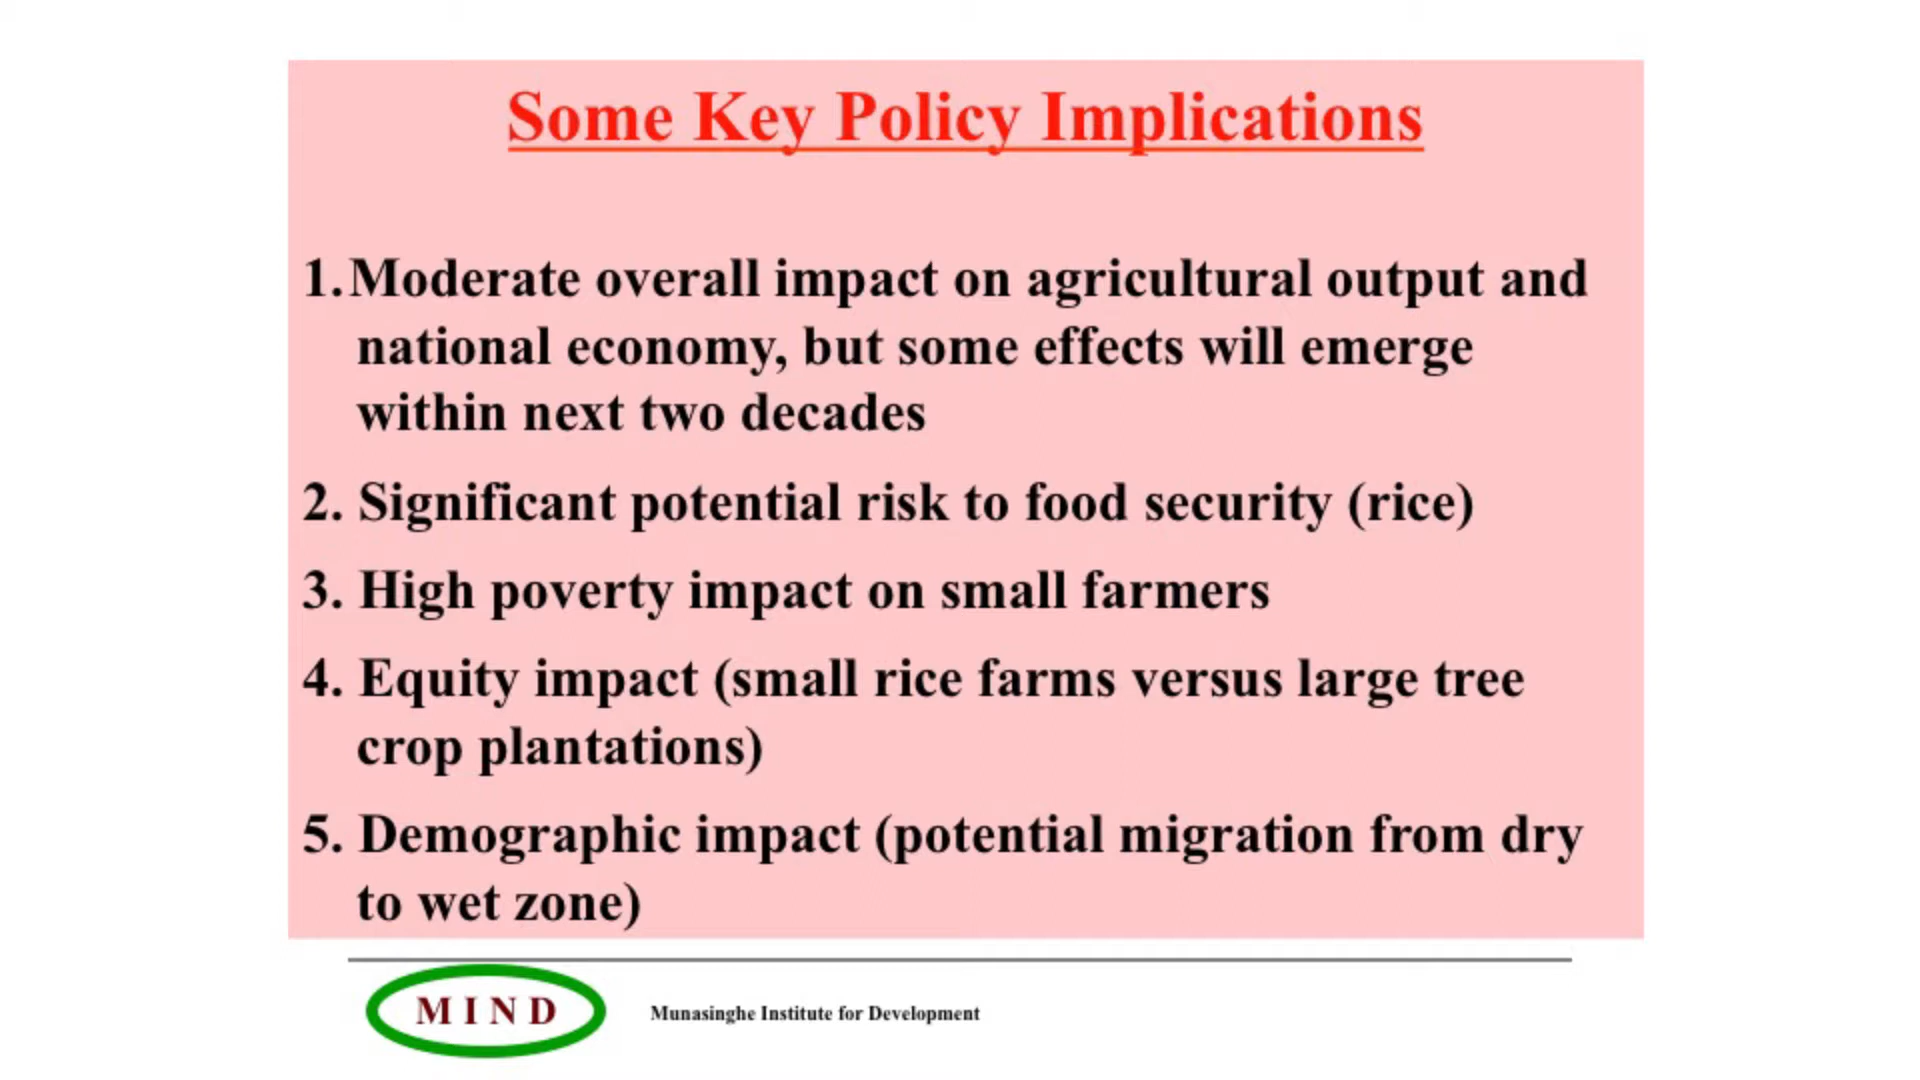 Some Key Policy Implications
1.Moderate overall impact on agricultural output and
national economy, but some effects will emerge
within next two decades
2. Significant potential risk to food security (rice)
3. High poverty impact on small farmers
4. Equity impact (small rice farms versus large tree
crop plantations)
5. Demographic impact (potential migration from dry
to wet zone)
M I N D
Munasinghe Institute for Development